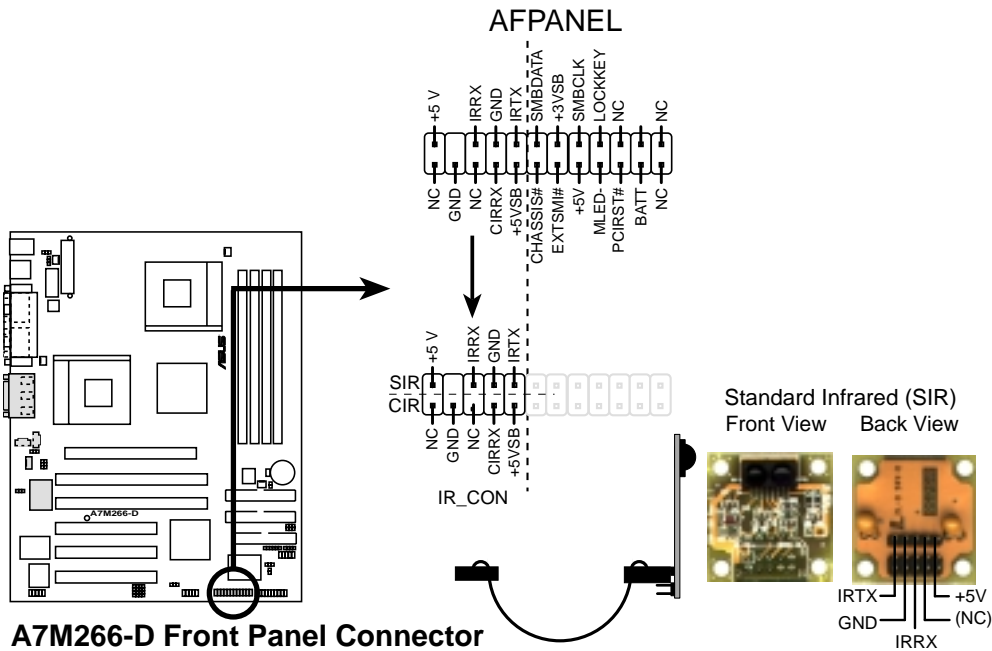 AFPANEL
+5 V
IRRX
GND
IRTX
SMBDATA
+3VSB
SMBCLK
LOCKKEY
NC
NC
NC
GND
NC
CIRRX
+5VSB
CHASSIS#
EXTSMI#
+5V
MLED-
PCIRST#
BATT
NC
ASUS
+5 V
IRRX
GND
IRTX
SIR
CIR
NC
GND
NC
CIRRX
+5VSB
IR_CON
Standard Infrared (SIR)
Front View
Back View
A7M266-D
IRTX
+5V
GND
(NC)
IRRX
A7M266-D Front Panel Connector